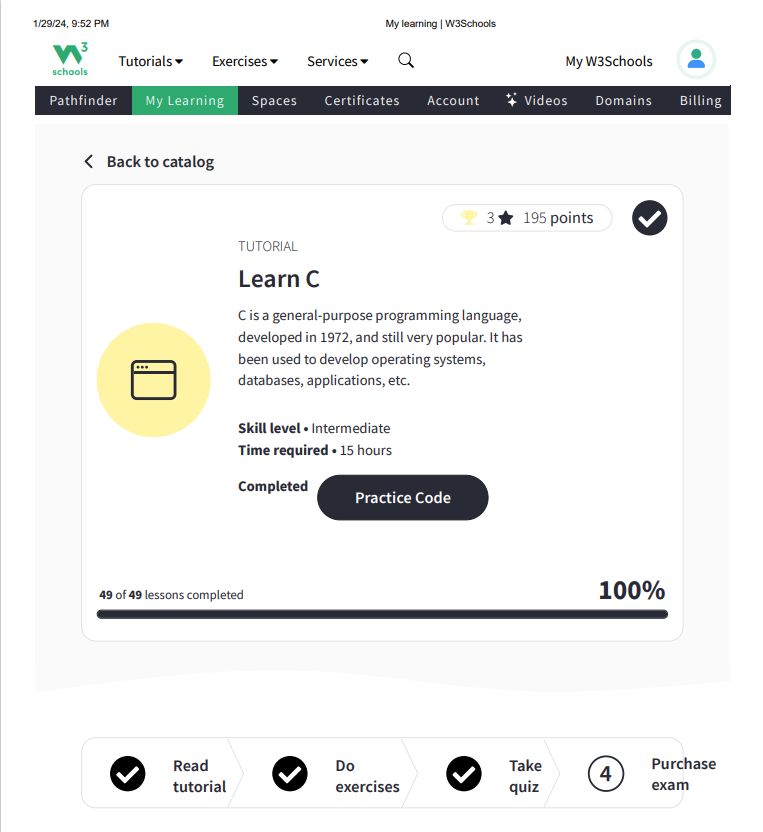 1/29/24, 9:52 PM My learning | W3Schools
W3
schools
Tutorials Exercises Services My W3Schools
Pathfinder My Learning Spaces Certificates Account Videos Domains Billing
Back to catalog
3 195 points
TUTORIAL
Learn C
C is a general-purpose programming language,
developed in 1972, and still very popular. It has
been used to develop operating systems,
databases, applications, etc.
Skill level • Intermediate
Time required • 15 hours
Completed Practice Code
49 of 49 lessons completed 100%
Read
tutorial
Do
exercises
Take
quiz
4
Purchase
exam